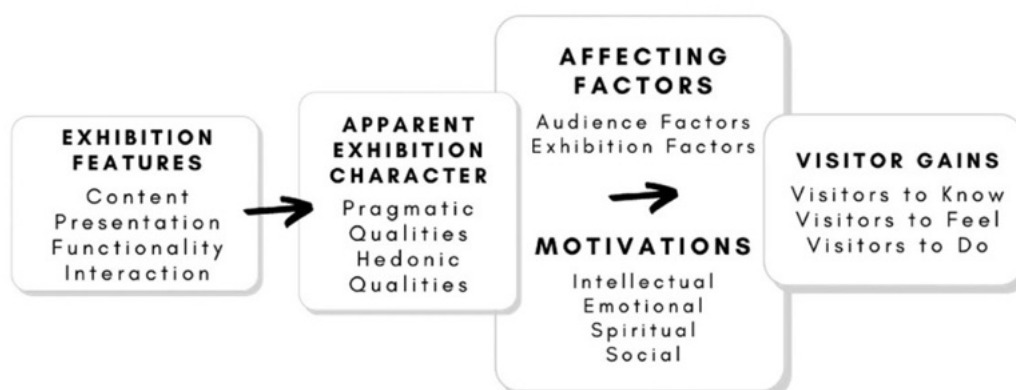 EXHIBITION
FEATURES
Content
Presentation
Functionality
Interaction
APPARENT
EXHIBITION
CHARACTER
Pragmatic
Qualities
Hedonic
Qualities
AFFECTING
FACTORS
Audience Factors
Exhibition Factors
MOTIVATIONS
Intellectual
Emotional
Spiritual
Social
VISITOR GAINS
Visitors to Know
Visitors to Feel
Visitors to Do